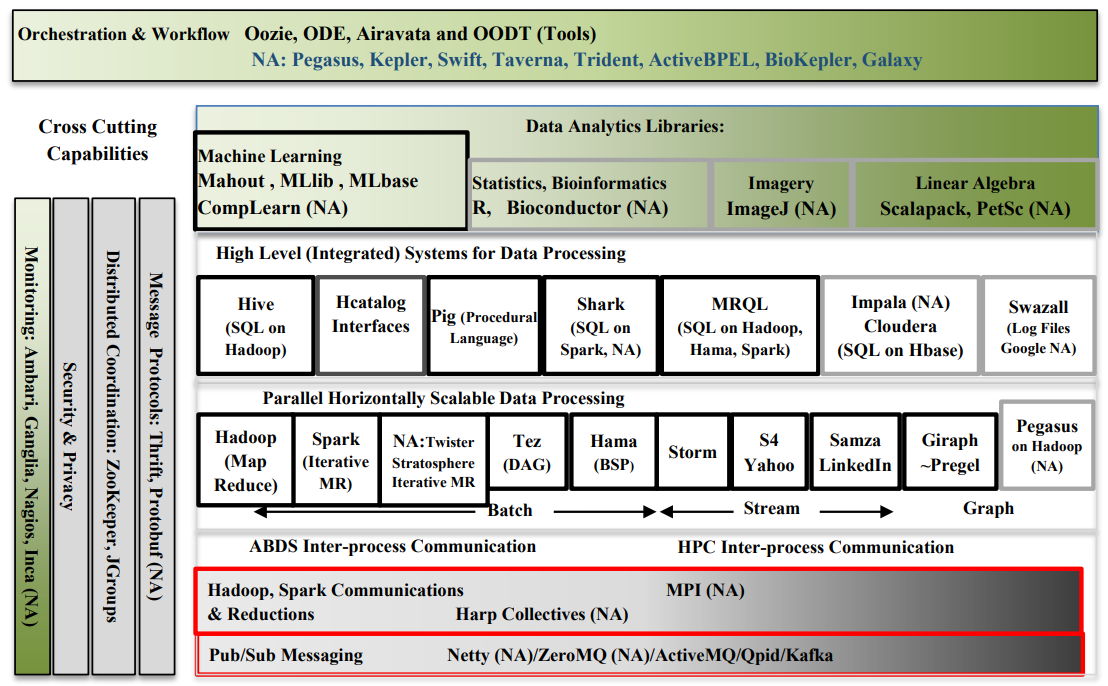 Orchestration & Workflow Oozie, ODE, Airavata and OODT (Tools)
NA: Pegasus, Kepler, Swift, Taverna, Trident, ActiveBPEL, BioKepler, Galaxy
Cross Cutting
Capabilities
Monitoring: Ambari, Ganglia, Nagios, Inca (NA)
Security & Privacy
Distributed Coordination: ZooKeeper, JGroups
Message Protocols: Thrift, Protobuf (NA)
Data Analytics Libraries:
Machine Learning
Mahout , MLlib , MLbase
CompLearn (NA)
Statistics, Bioinformatics
R, Bioconductor (NA)
Imagery
ImageJ (NA)
Linear Algebra
Scalapack, PetSc (NA)
High Level (Integrated) Systems for Data Processing
Hive
(SQL on
Hadoop)
Hcatalog
Interfaces
Pig (Procedural
Language)
Shark
(SQL on
Spark, NA)
MRQL
(SQL on Hadoop,
Hama, Spark)
Impala (NA)
Cloudera
(SQL on Hbase)
Swazall
(Log Files
Google NA)
Parallel Horizontally Scalable Data Processing
Hadoop
(Map
Reduce)
Spark
(Iterative
MR)
NA:Twister
Stratosphere
Iterative MR
Tez
(DAG)
Hama
(BSP)
Storm
S4
Yahoo
Samza
LinkedIn
Giraph
~Pregel
Pegasus
on Hadoop
(NA)
Batch
Stream
Graph
ABDS Inter-process Communication
HPC Inter-process Communication
Hadoop, Spark Communications
& Reductions
MPI (NA)
Harp Collectives (NA)
Pub/Sub Messaging
Netty (NA)/ZeroMQ (NA)/ActiveMQ/Qpid/Kafka